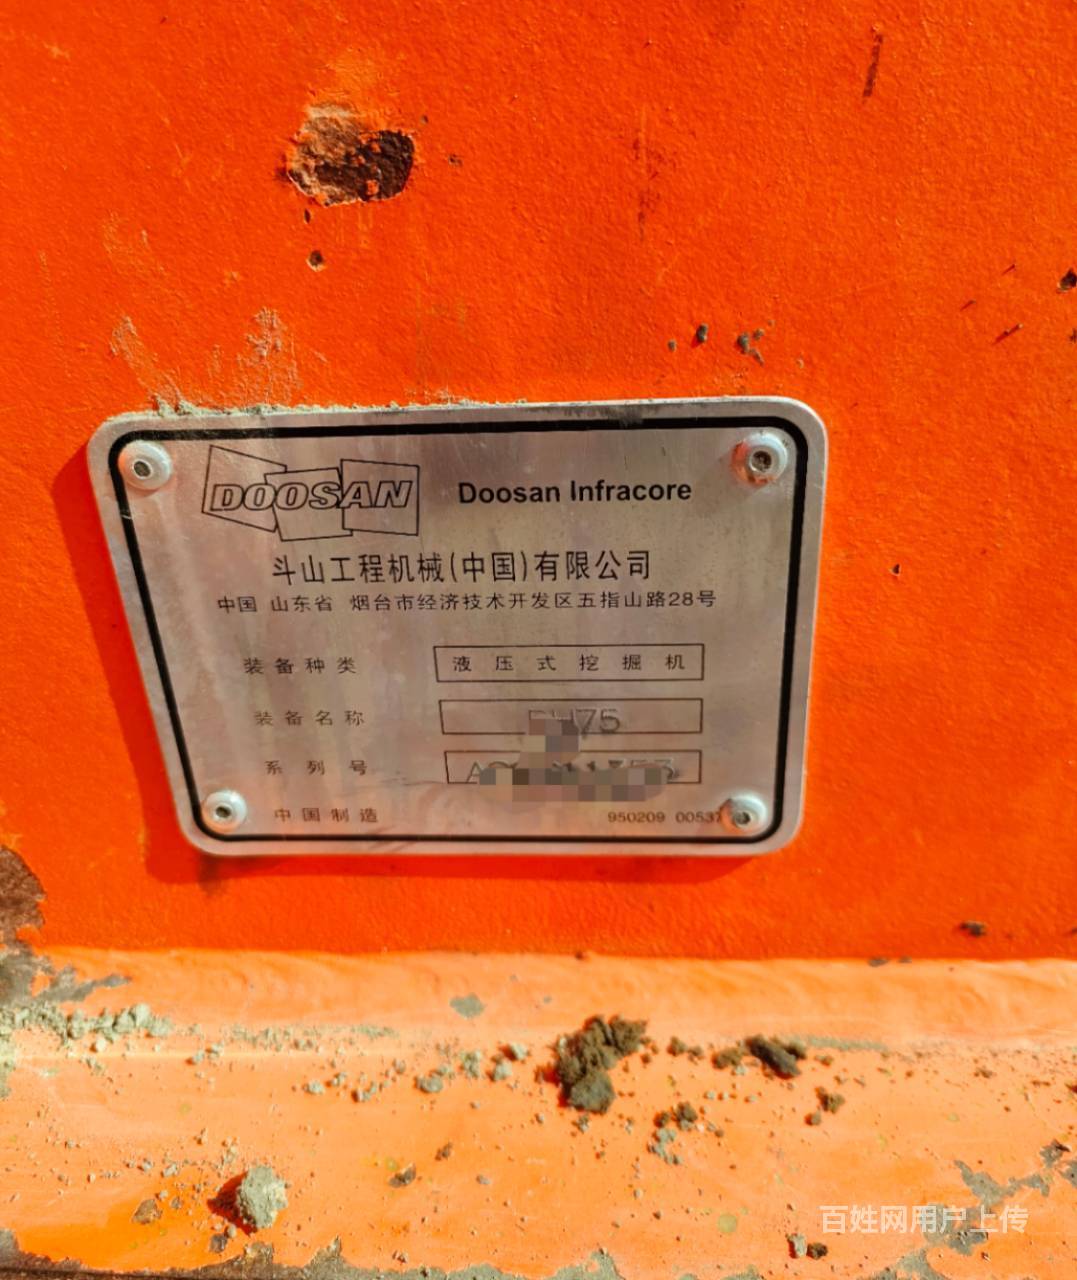 DOOSAN Doosan Infracore
斗山工程机械(中国)有限公司
中国 山东省 烟台市经济技术开发区五指山路28号
装备种类 液压式挖掘机
装备名称
系列号
中国制造 950209 00537
百姓网用户上传